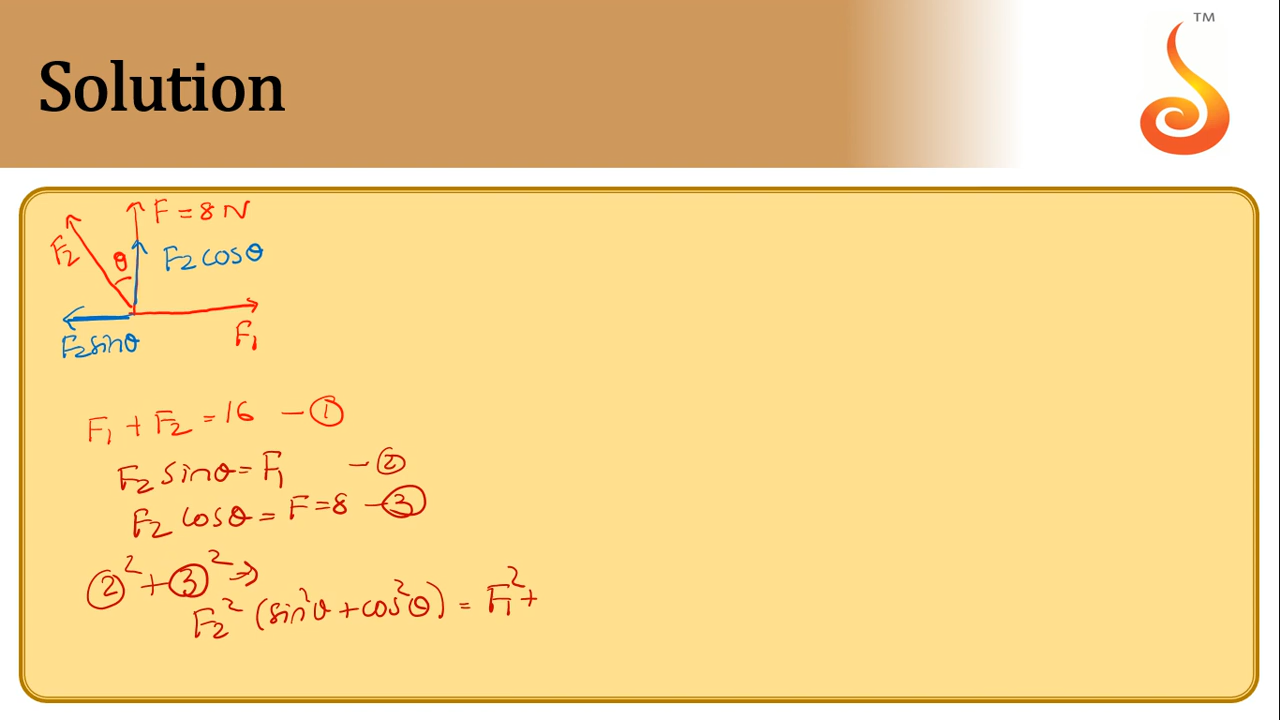 TM
Solution
F = 8 N
F₂
θ
F₂ cosθ
F₂ sinθ
F₁
F₁ + F₂ = 16 — ①
F₂ sinθ = F₁ — ②
F₂ cosθ = F = 8 — ③
②² + ③² ⇒
F₂² (sin²θ + cos²θ) = F₁² +